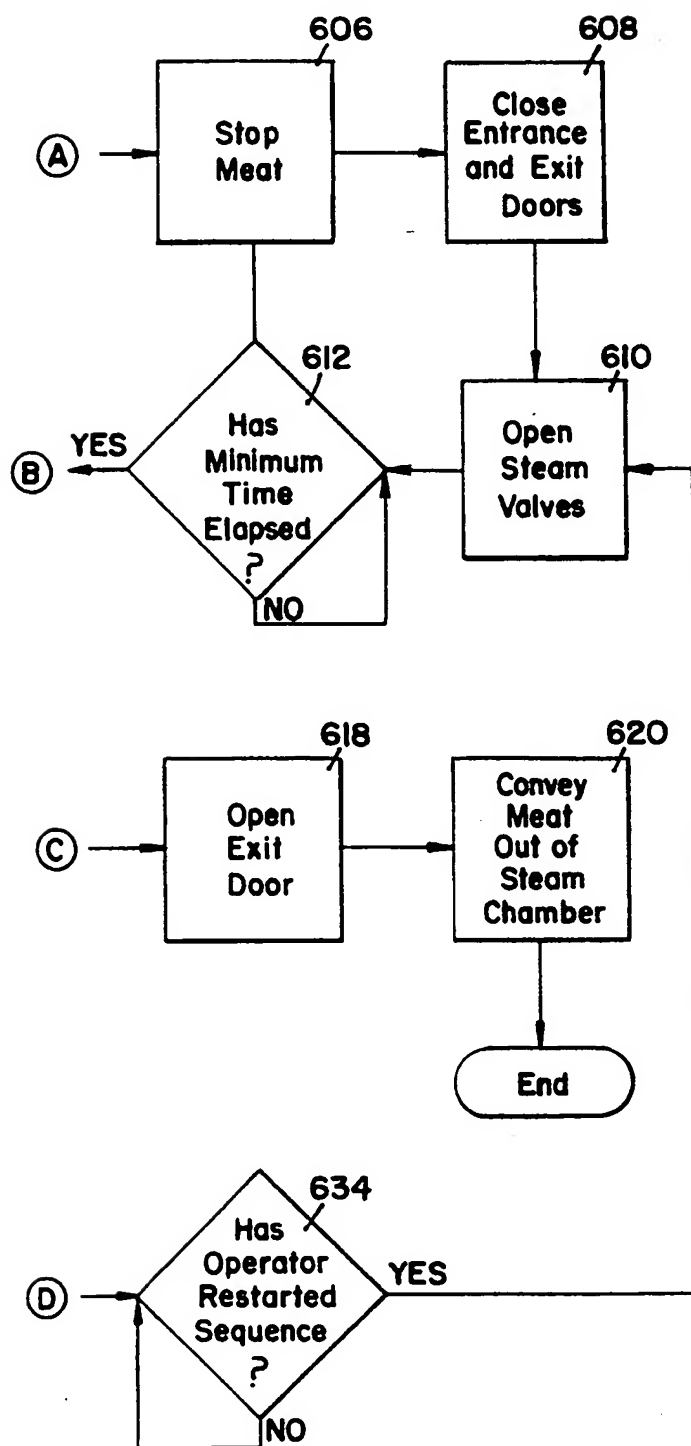 606
608
A
Stop
Meat
Close
Entrance
and Exit
Doors
612
610
B
YES
Has
Minimum
Time
Elapsed
?
NO
Open
Steam
Valves
618
620
C
Open
Exit
Door
Convey
Meat
Out of
Steam
Chamber
End
634
D
Has
Operator
Restarted
Sequence
?
YES
NO